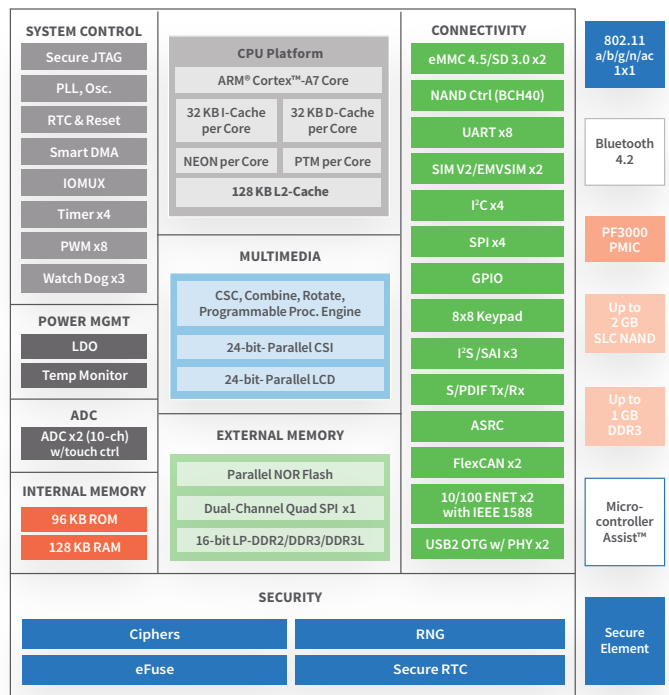 SYSTEM CONTROL
Secure JTAG
PLL, Osc.
RTC & Reset
Smart DMA
IOMUX
Timer x4
PWM x8
Watch Dog x3
POWER MGMT
LDO
Temp Monitor
ADC
ADC x2 (10-ch)
w/touch ctrl
INTERNAL MEMORY
96 KB ROM
128 KB RAM
CPU Platform
ARM® Cortex™-A7 Core
32 KB I-Cache
per Core
32 KB D-Cache
per Core
NEON per Core
PTM per Core
128 KB L2-Cache
MULTIMEDIA
CSC, Combine, Rotate,
Programmable Proc. Engine
24-bit- Parallel CSI
24-bit- Parallel LCD
EXTERNAL MEMORY
Parallel NOR Flash
Dual-Channel Quad SPI x1
16-bit LP-DDR2/DDR3/DDR3L
CONNECTIVITY
eMMC 4.5/SD 3.0 x2
NAND Ctrl (BCH40)
UART x8
SIM V2/EMVSIM x2
I²C x4
SPI x4
GPIO
8x8 Keypad
I²S /SAI x3
S/PDIF Tx/Rx
ASRC
FlexCAN x2
10/100 ENET x2
with IEEE 1588
USB2 OTG w/ PHY x2
SECURITY
Ciphers
RNG
eFuse
Secure RTC
802.11
a/b/g/n/ac
1x1
Bluetooth
4.2
PF3000
PMIC
Up to
2 GB
SLC NAND
Up to
1 GB
DDR3
Micro-
controller
Assist™
Secure
Element